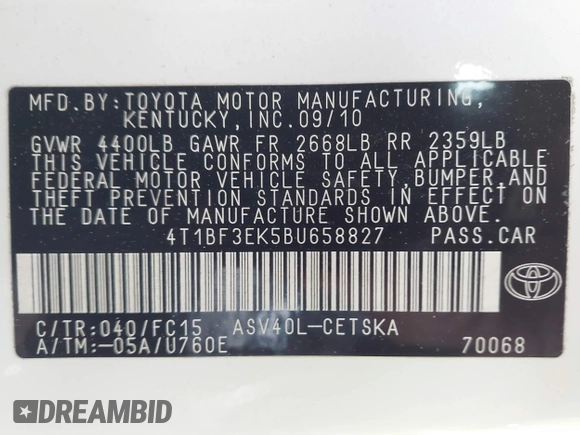 MFD.BY:TOYOTA MOTOR MANUFACTURING,
KENTUCKY,INC.09/10
GVWR 4400LB GAWR FR 2668LB RR 2359LB
THIS VEHICLE CONFORMS TO ALL APPLICABLE
FEDERAL MOTOR VEHICLE SAFETY,BUMPER,AND
THEFT PREVENTION STANDARDS IN EFFECT ON
THE DATE OF MANUFACTURE SHOWN ABOVE.
4T1BF3EK5BU658827 PASS.CAR
C/TR:040/FC15 ASV40L-CETSKA
A/TM:-05A/U760E 70068
DREAMBID